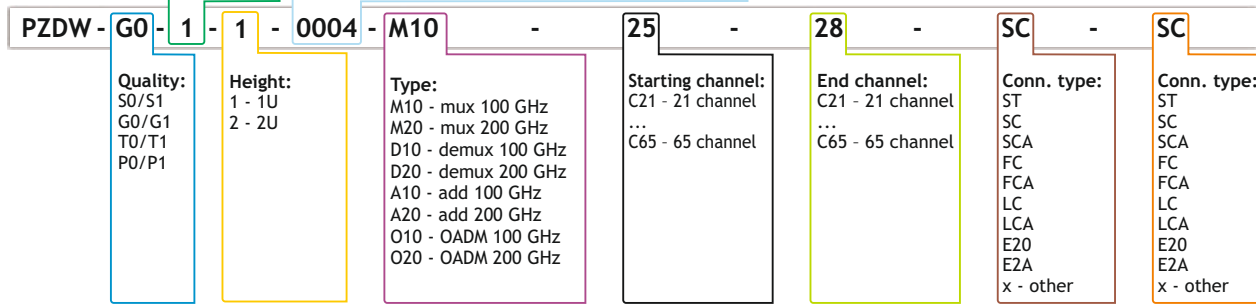 PZDW - G0 - 1 - 1 - 0004 - M10 - 25 - 28 - SC - SC
Quality:
S0/S1
G0/G1
T0/T1
P0/P1
Height:
1 - 1U
2 - 2U
Type:
M10 - mux 100 GHz
M20 - mux 200 GHz
D10 - demux 100 GHz
D20 - demux 200 GHz
A10 - add 100 GHz
A20 - add 200 GHz
O10 - OADM 100 GHz
O20 - OADM 200 GHz
Starting channel:
C21 – 21 channel
...
C65 – 65 channel
End channel:
C21 – 21 channel
...
C65 – 65 channel
Conn. type:
ST
SC
SCA
FC
FCA
LC
LCA
E20
E2A
x - other
Conn. type:
ST
SC
SCA
FC
FCA
LC
LCA
E20
E2A
x - other